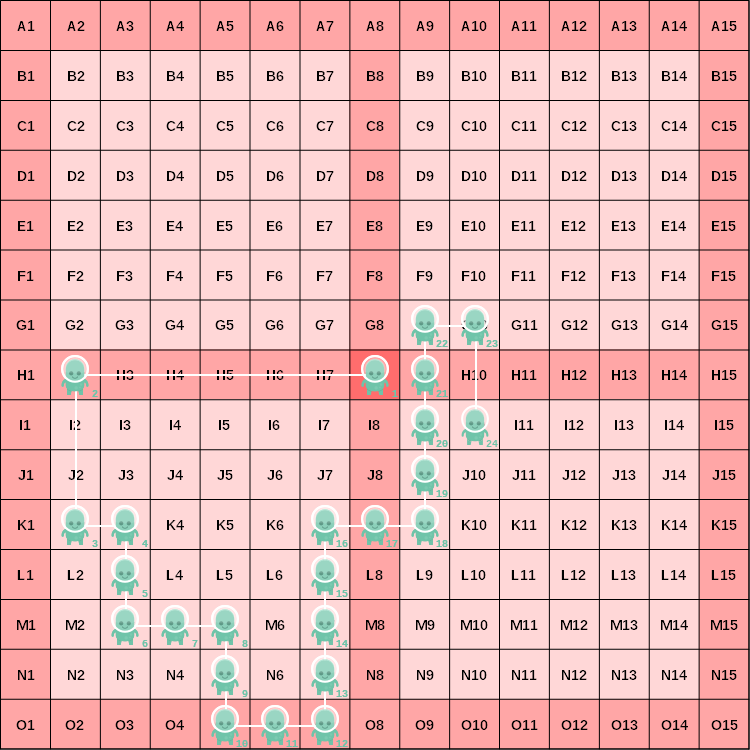 A1 A2 A3 A4 A5 A6 A7 A8 A9 A10 A11 A12 A13 A14 A15
B1 B2 B3 B4 B5 B6 B7 B8 B9 B10 B11 B12 B13 B14 B15
C1 C2 C3 C4 C5 C6 C7 C8 C9 C10 C11 C12 C13 C14 C15
D1 D2 D3 D4 D5 D6 D7 D8 D9 D10 D11 D12 D13 D14 D15
E1 E2 E3 E4 E5 E6 E7 E8 E9 E10 E11 E12 E13 E14 E15
F1 F2 F3 F4 F5 F6 F7 F8 F9 F10 F11 F12 F13 F14 F15
G1 G2 G3 G4 G5 G6 G7 G8 22 23 G11 G12 G13 G14 G15
H1 2 H3 H4 H5 H6 H7 1 21 H10 H11 H12 H13 H14 H15
I1 I2 I3 I4 I5 I6 I7 I8 20 24 I11 I12 I13 I14 I15
J1 J2 J3 J4 J5 J6 J7 J8 19 J10 J11 J12 J13 J14 J15
K1 3 4 K4 K5 K6 16 17 18 K10 K11 K12 K13 K14 K15
L1 L2 5 L4 L5 L6 15 L8 L9 L10 L11 L12 L13 L14 L15
M1 M2 6 7 8 M6 14 M8 M9 M10 M11 M12 M13 M14 M15
N1 N2 N3 N4 9 N6 13 N8 N9 N10 N11 N12 N13 N14 N15
O1 O2 O3 O4 10 11 12 O8 O9 O10 O11 O12 O13 O14 O15